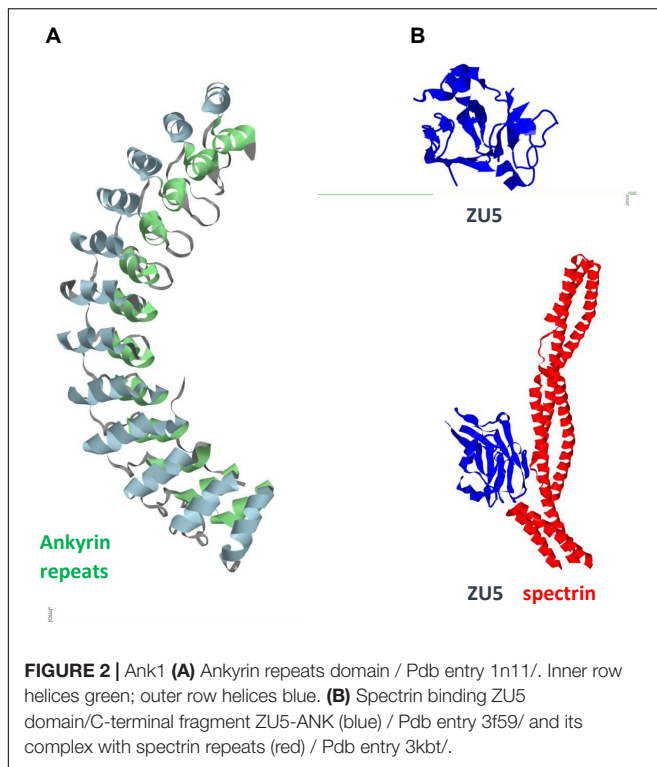 A
B
ZU5
Jmol
Ankyrin
repeats
ZU5 spectrin
Jmol
FIGURE 2 | Ank1 (A) Ankyrin repeats domain / Pdb entry 1n11/. Inner row
helices green; outer row helices blue. (B) Spectrin binding ZU5
domain/C-terminal fragment ZU5-ANK (blue) / Pdb entry 3f59/ and its
complex with spectrin repeats (red) / Pdb entry 3kbt/.